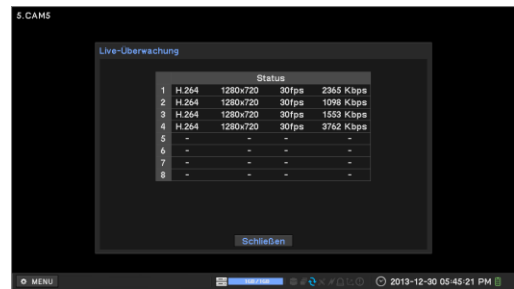 5.CAM5
Live-Überwachung
Status
1 H.264 1280x720 30fps 2365 Kbps
2 H.264 1280x720 30fps 1098 Kbps
3 H.264 1280x720 30fps 1553 Kbps
4 H.264 1280x720 30fps 3762 Kbps
5 - - - -
6 - - - -
7 - - - -
8 - - - -
Schließen
MENU 2013-12-30 05:45:21 PM